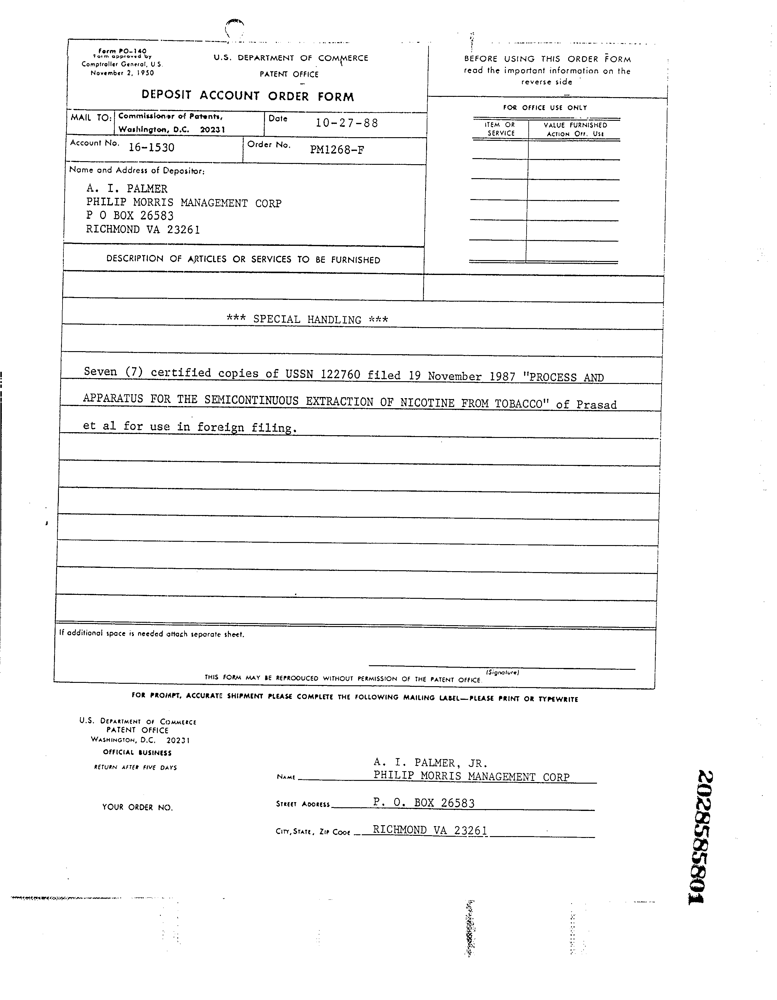 Form PO-140
Form approved by
Comptroller General, U.S.
November 2, 1950
U.S. DEPARTMENT OF COMMERCE
PATENT OFFICE
DEPOSIT ACCOUNT ORDER FORM
BEFORE USING THIS ORDER FORM
read the important information on the
reverse side
MAIL TO: Commissioner of Patents,
Washington, D.C. 20231
Date 10-27-88
Account No. 16-1530
Order No. PM1268-F
FOR OFFICE USE ONLY
ITEM OR
SERVICE
VALUE FURNISHED
ACTION OFF. USE
Name and Address of Depositor:
A. I. PALMER
PHILIP MORRIS MANAGEMENT CORP
P O BOX 26583
RICHMOND VA 23261
DESCRIPTION OF ARTICLES OR SERVICES TO BE FURNISHED
*** SPECIAL HANDLING ***
Seven (7) certified copies of USSN 122760 filed 19 November 1987 "PROCESS AND
APPARATUS FOR THE SEMICONTINUOUS EXTRACTION OF NICOTINE FROM TOBACCO" of Prasad
et al for use in foreign filing.
If additional space is needed attach separate sheet.
(Signature)
THIS FORM MAY BE REPRODUCED WITHOUT PERMISSION OF THE PATENT OFFICE
FOR PROMPT, ACCURATE SHIPMENT PLEASE COMPLETE THE FOLLOWING MAILING LABEL—PLEASE PRINT OR TYPEWRITE
U.S. DEPARTMENT OF COMMERCE
PATENT OFFICE
WASHINGTON, D.C. 20231
OFFICIAL BUSINESS
RETURN AFTER FIVE DAYS
YOUR ORDER NO.
A. I. PALMER, JR.
NAME PHILIP MORRIS MANAGEMENT CORP
STREET ADDRESS P. O. BOX 26583
CITY, STATE, ZIP CODE RICHMOND VA 23261
2028585801